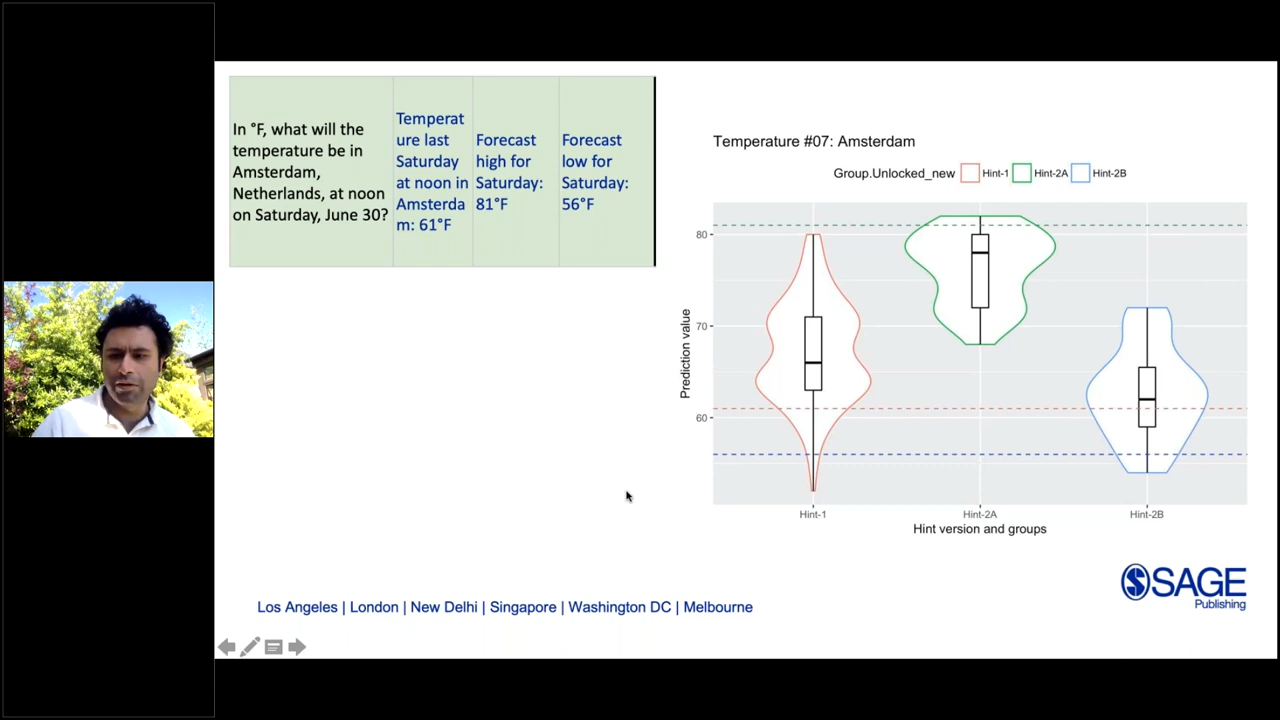 In °F, what will the
temperature be in
Amsterdam,
Netherlands, at noon
on Saturday, June 30?
Temperat
ure last
Saturday
at noon in
Amsterda
m: 61°F
Forecast
high for
Saturday:
81°F
Forecast
low for
Saturday:
56°F
Temperature #07: Amsterdam
Group.Unlocked_new Hint-1 Hint-2A Hint-2B
Prediction value
80
70
60
Hint-1 Hint-2A Hint-2B
Hint version and groups
SSAGE
Publishing
Los Angeles | London | New Delhi | Singapore | Washington DC | Melbourne